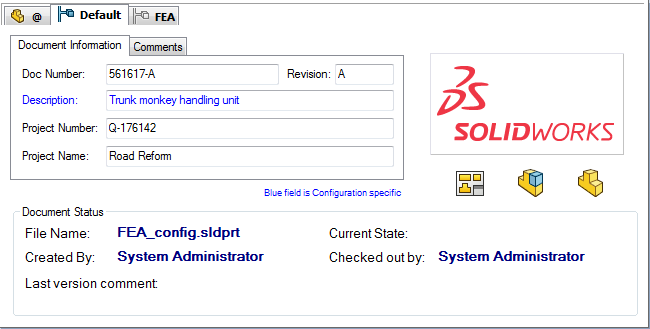 @ Default FEA
Document Information Comments
Doc Number: 561617-A Revision: A
Description: Trunk monkey handling unit
Project Number: Q-176142
Project Name: Road Reform
Blue field is Configuration specific
SOLIDWORKS
Document Status
File Name: FEA_config.sldprt Current State:
Created By: System Administrator Checked out by: System Administrator
Last version comment: